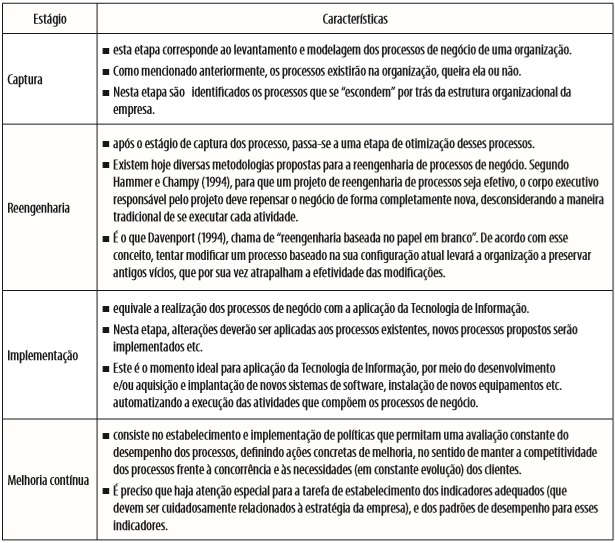 Estágio
Características
Captura
■ esta etapa corresponde ao levantamento e modelagem dos processos de negócio de uma organização.
■ Como mencionado anteriormente, os processos existirão na organização, queira ela ou não.
■ Nesta etapa são identificados os processos que se “escondem” por trás da estrutura organizacional da
empresa.
Reengenharia
■ após o estágio de captura dos processo, passa-se a uma etapa de otimização desses processos.
■ Existem hoje diversas metodologias propostas para a reengenharia de processos de negócio. Segundo
Hammer e Champy (1994), para que um projeto de reengenharia de processos seja efetivo, o corpo executivo
responsável pelo projeto deve repensar o negócio de forma completamente nova, desconsiderando a maneira
tradicional de se executar cada atividade.
■ É o que Davenport (1994), chama de “reengenharia baseada no papel em branco”. De acordo com esse
conceito, tentar modificar um processo baseado na sua configuração atual levará a organização a preservar
antigos vícios, que por sua vez atrapalham a efetividade das modificações.
Implementação
■ equivale a realização dos processos de negócio com a aplicação da Tecnologia de Informação.
■ Nesta etapa, alterações deverão ser aplicadas aos processos existentes, novos processos propostos serão
implementados etc.
■ Este é o momento ideal para aplicação da Tecnologia de Informação, por meio do desenvolvimento
e/ou aquisição e implantação de novos sistemas de software, instalação de novos equipamentos etc.
automatizando a execução das atividades que compõem os processos de negócio.
Melhoria contínua
■ consiste no estabelecimento e implementação de políticas que permitam uma avaliação constante do
desempenho dos processos, definindo ações concretas de melhoria, no sentido de manter a competitividade
dos processos frente à concorrência e às necessidades (em constante evolução) dos clientes.
■ É preciso que haja atenção especial para a tarefa de estabelecimento dos indicadores adequados (que
devem ser cuidadosamente relacionados à estratégia da empresa), e dos padrões de desempenho para esses
indicadores.